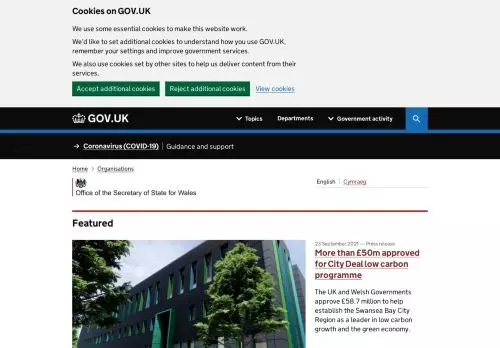 Cookies on GOV.UK
We use some essential cookies to make this website work.
We'd like to set additional cookies to understand how you use GOV.UK,
remember your settings and improve government services.
We also use cookies set by other sites to help us deliver content from their
services.
Accept additional cookies
Reject additional cookies
View cookies
GOV.UK
Topics
Departments
Government activity
Coronavirus (COVID-19)
Guidance and support
Home
Organisations
Office of the Secretary of State for Wales
English
Cymraeg
Featured
23 September 2021 — Press release
More than £50m approved
for City Deal low carbon
programme
The UK and Welsh Governments
approve £58.7 million to help
establish the Swansea Bay City
Region as a leader in low carbon
growth and the green economy.